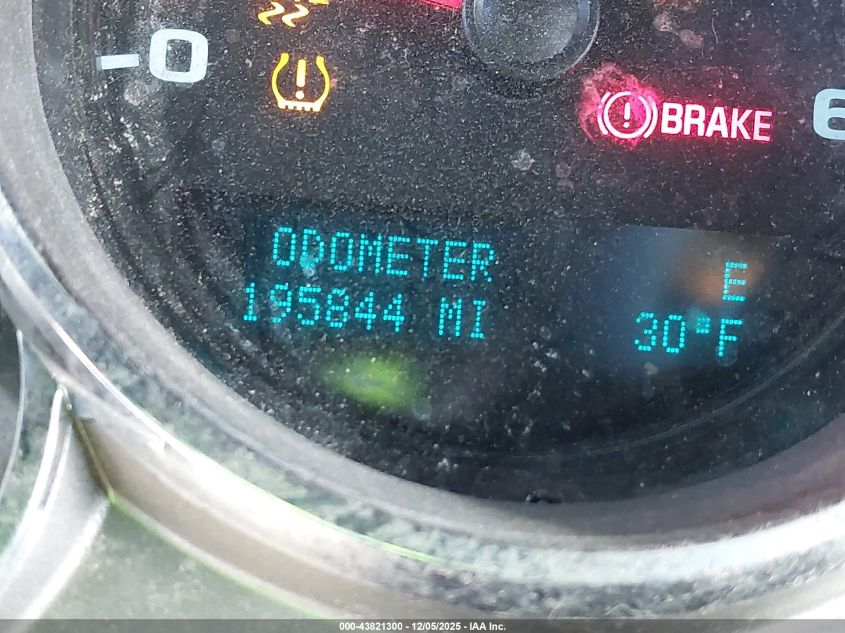 -0
BRAKE
6
ODOMETER
195844 MI
E
30°F
000-43821300 - 12/05/2025 - IAA Inc.